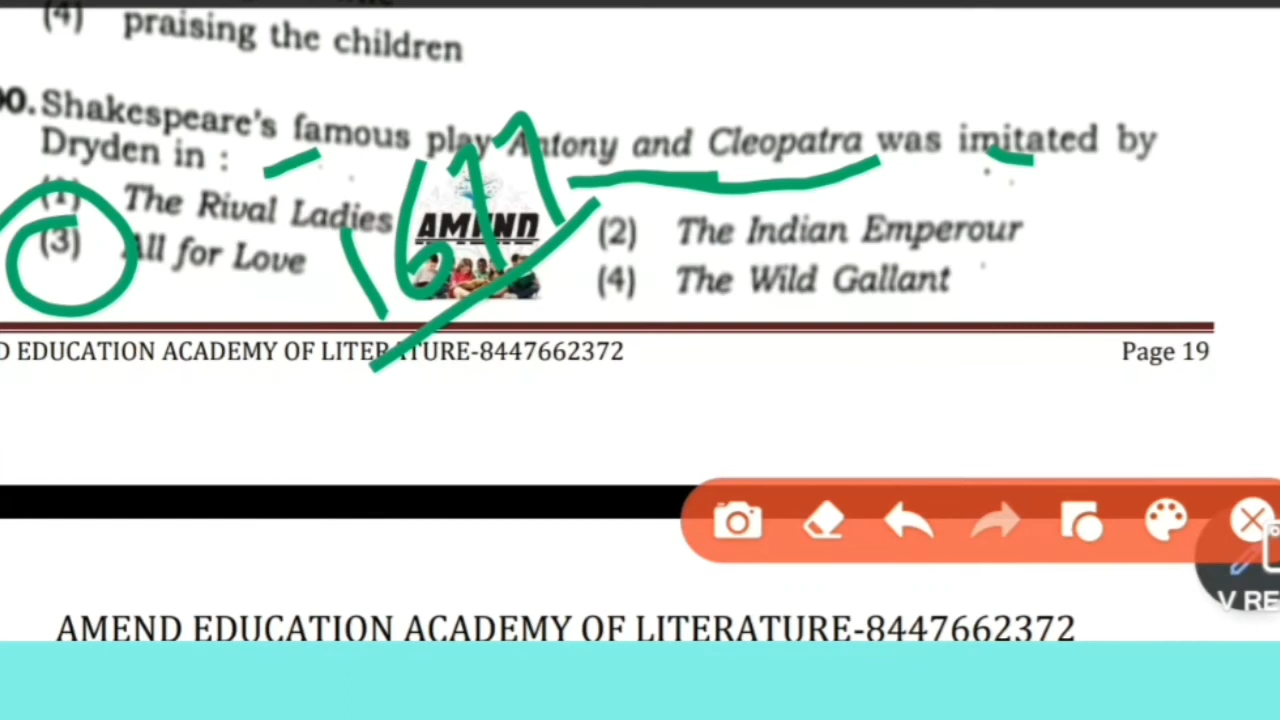 (4) praising the children
00. Shakespeare's famous play Antony and Cleopatra was imitated by
Dryden in :
(1) The Rival Ladies
(2) The Indian Emperour
(3) All for Love
(4) The Wild Gallant
1677
AMEND
D EDUCATION ACADEMY OF LITERATURE-8447662372
Page 19
V RE
AMEND EDUCATION ACADEMY OF LITERATURE-8447662372